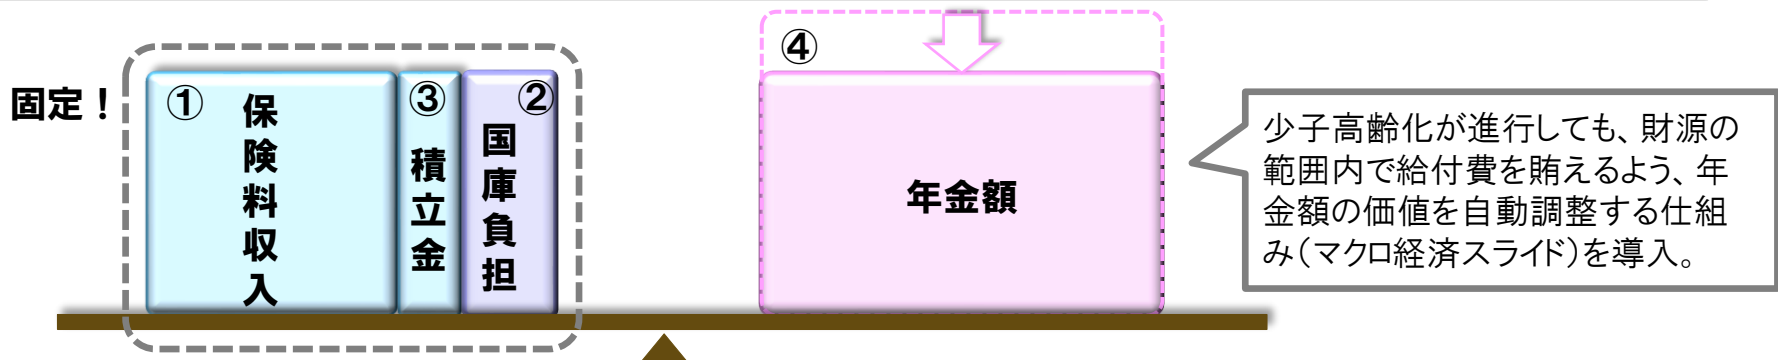 固定！
①
保険料収入
③
積立金
②
国庫負担
④
年金額
少子高齢化が進行しても、財源の
範囲内で給付費を賄えるよう、年
金額の価値を自動調整する仕組
み（マクロ経済スライド）を導入。